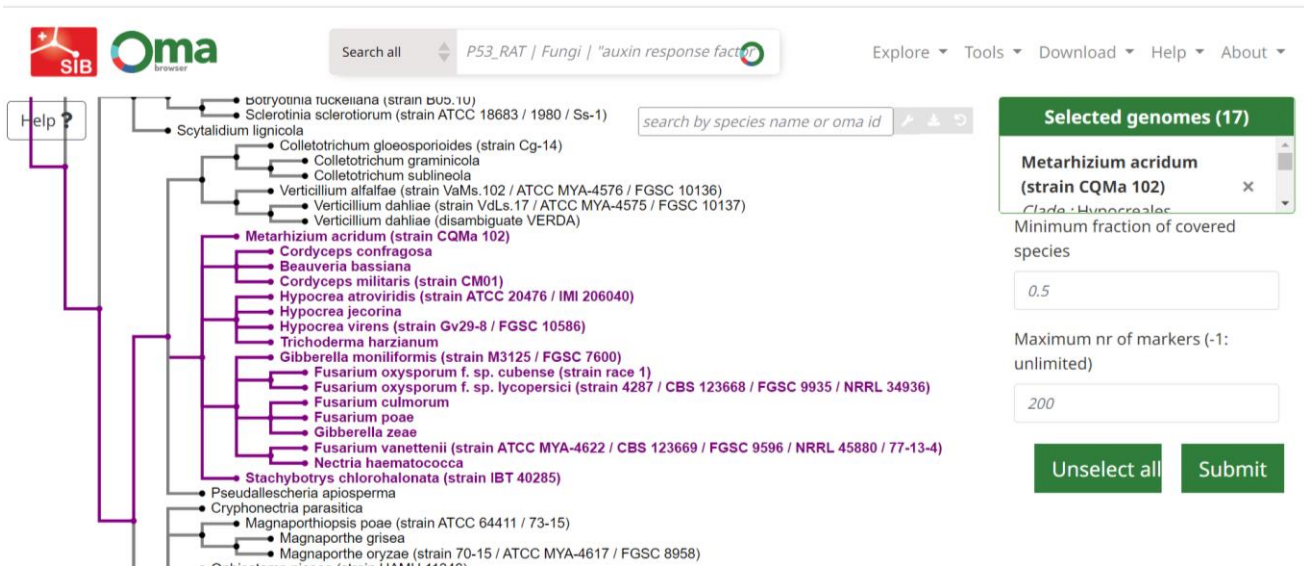 SIB
Oma
browser
Search all
P53_RAT | Fungi | "auxin response factor
Explore
Tools
Download
Help
About
Help ?
Botryotinia fuckeliana (strain B05.10)
Sclerotinia sclerotiorum (strain ATCC 18683 / 1980 / Ss-1)
Scytalidium lignicola
Colletotrichum gloeosporioides (strain Cg-14)
Colletotrichum graminicola
Colletotrichum sublineola
Verticillium alfalfae (strain VaMs.102 / ATCC MYA-4576 / FGSC 10136)
Verticillium dahliae (strain VdLs.17 / ATCC MYA-4575 / FGSC 10137)
Verticillium dahliae (disambiguate VERDA)
Metarhizium acridum (strain CQMa 102)
Cordyceps confragosa
Beauveria bassiana
Cordyceps militaris (strain CM01)
Hypocrea atroviridis (strain ATCC 20476 / IMI 206040)
Hypocrea jecorina
Hypocrea virens (strain Gv29-8 / FGSC 10586)
Trichoderma harzianum
Gibberella moniliformis (strain M3125 / FGSC 7600)
Fusarium oxysporum f. sp. cubense (strain race 1)
Fusarium oxysporum f. sp. lycopersici (strain 4287 / CBS 123668 / FGSC 9935 / NRRL 34936)
Fusarium culmorum
Fusarium poae
Gibberella zeae
Fusarium vanettenii (strain ATCC MYA-4622 / CBS 123669 / FGSC 9596 / NRRL 45880 / 77-13-4)
Nectria haematococca
Stachybotrys chlorohalonata (strain IBT 40285)
Pseudallescheria apiosperma
Cryphonectria parasitica
Magnaporthiopsis poae (strain ATCC 64411 / 73-15)
Magnaporthe grisea
Magnaporthe oryzae (strain 70-15 / ATCC MYA-4617 / FGSC 8958)
search by species name or oma id
Selected genomes (17)
Metarhizium acridum
(strain CQMa 102) ×
Clade : Hypocreales
Minimum fraction of covered
species
0.5
Maximum nr of markers (-1:
unlimited)
200
Unselect all
Submit